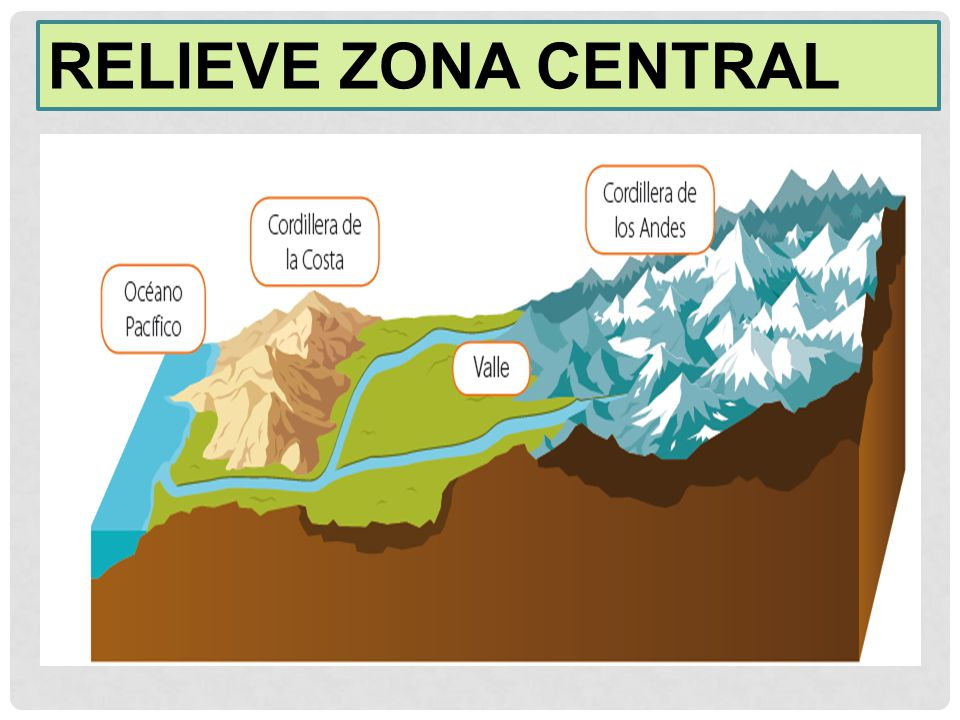 RELIEVE ZONA CENTRAL
Océano
Pacífico
Cordillera de
la Costa
Valle
Cordillera de
los Andes